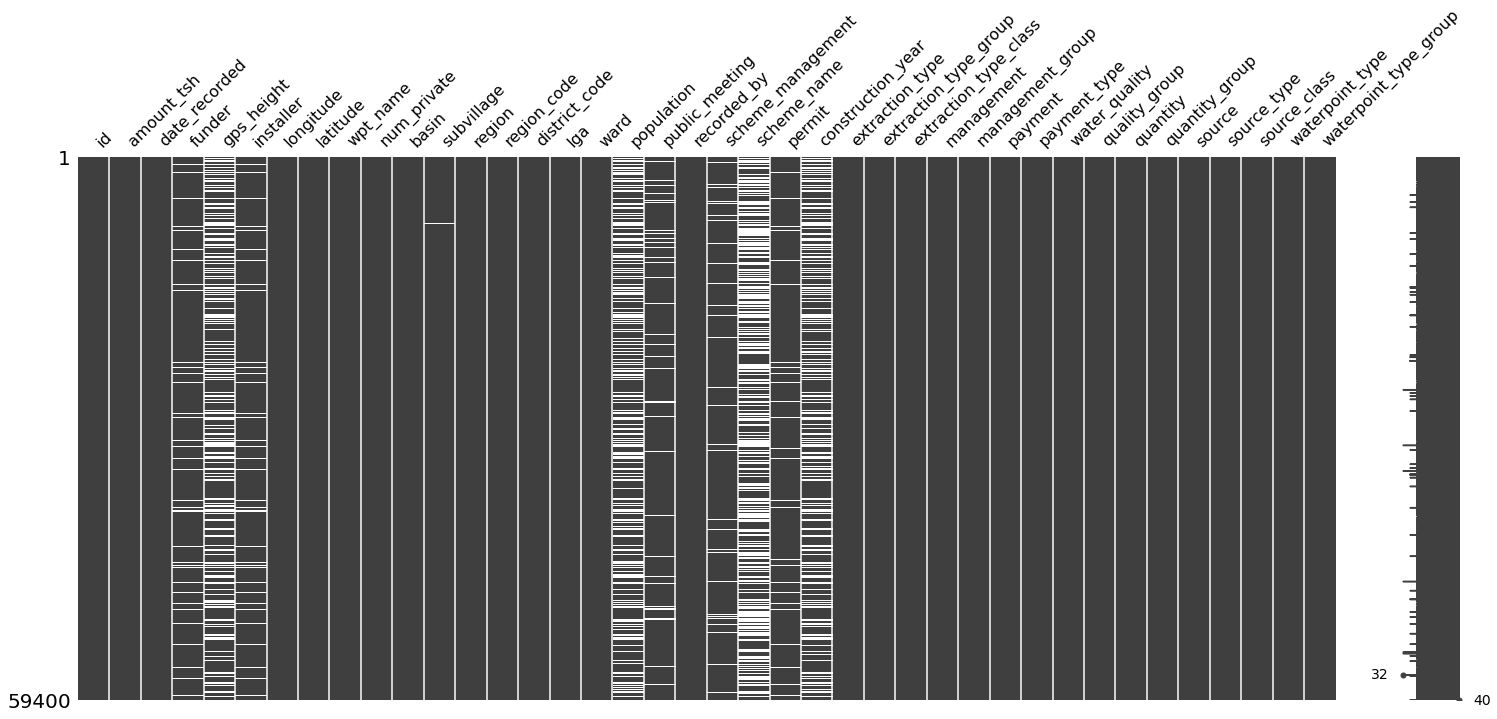 id
amount_tsh
date_recorded
funder
gps_height
installer
longitude
latitude
wpt_name
num_private
basin
subvillage
region
region_code
district_code
lga
ward
population
public_meeting
recorded_by
scheme_management
scheme_name
permit
construction_year
extraction_type
extraction_type_group
extraction_type_class
management
management_group
payment
payment_type
water_quality
quality_group
quantity
quantity_group
source
source_type
source_class
waterpoint_type
waterpoint_type_group
1
59400
32
40